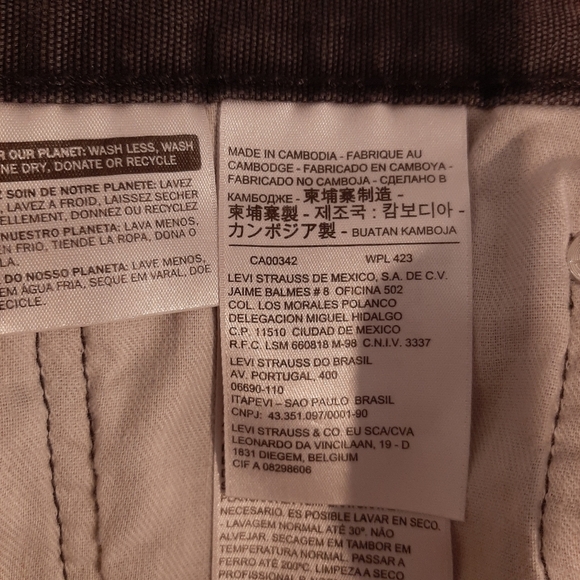 R OUR PLANET: WASH LESS, WASH
NE DRY, DONATE OR RECYCLE
Z SOIN DE NOTRE PLANETE: LAVEZ
, LAVEZ A FROID, LAISSEZ SECHER
ELLEMENT, DONNEZ OU RECYCLEZ
NUESTRO PLANETA: LAVA MENOS,
EN FRIO, TIENDE LA ROPA, DONA O
LA.
DO NOSSO PLANETA: LAVE MENOS,
EM ÁGUA FRIA, SEQUE EM VARAL, DOE
ECICLE.
MADE IN CAMBODIA - FABRIQUE AU
CAMBODGE - FABRICADO EN CAMBOYA -
FABRICADO NO CAMBOJA - СДЕЛАНО В
КАМБОДЖЕ - 柬埔寨制造 -
柬埔寨製 - 제조국 : 캄보디아 -
カンボジア製 - BUATAN KAMBOJA
CA00342 WPL 423
LEVI STRAUSS DE MEXICO, S.A. DE C.V.
JAIME BALMES # 8 OFICINA 502
COL. LOS MORALES POLANCO
DELEGACION MIGUEL HIDALGO
C.P. 11510 CIUDAD DE MEXICO
R.F.C. LSM 660818 M-98 C.N.I.V. 3337
LEVI STRAUSS DO BRASIL
AV. PORTUGAL, 400
06690-110
ITAPEVI - SAO PAULO BRASIL
CNPJ: 43.351.097/0001-90
LEVI STRAUSS & CO. EU SCA/CVA
LEONARDO DA VINCILAAN, 19 - D
1831 DIEGEM, BELGIUM
CIF A 08298606
NECESARIO. ES POSIBLE LAVAR EN SECO.
- LAVAGEM NORMAL ATÉ 30º. NÃO
ALVEJAR. SECAGEM EM TAMBOR EM
TEMPERATURA NORMAL. PASSAR A
FERRO ATÉ 200ºC. LIMPEZA A SECO